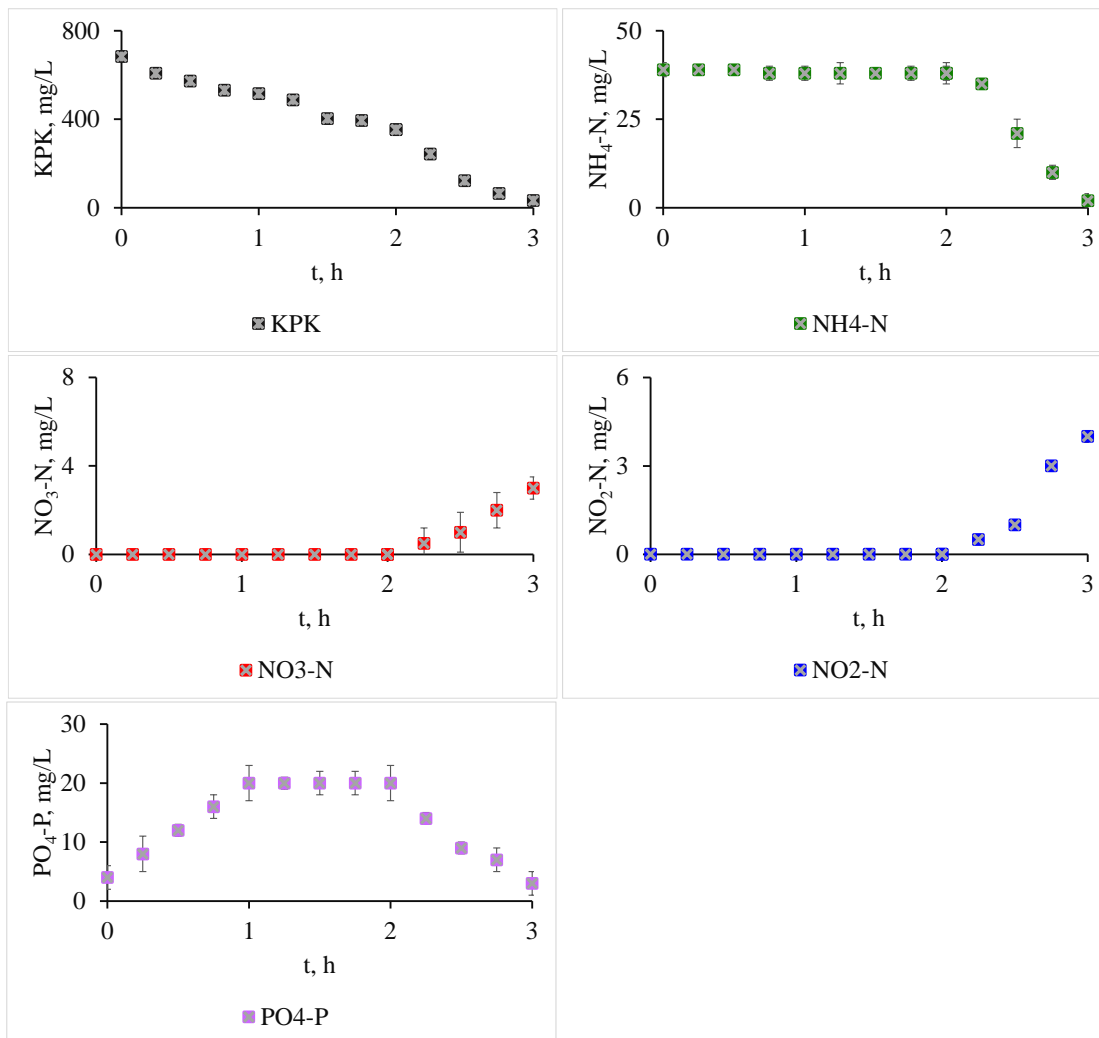 800
400
0
KPK, mg/L
0 1 2 3
t, h
KPK
50
25
0
NH₄-N, mg/L
0 1 2 3
t, h
NH4-N
8
4
0
NO₃-N, mg/L
0 1 2 3
t, h
NO3-N
6
3
0
NO₂-N, mg/L
0 1 2 3
t, h
NO2-N
30
20
10
0
PO₄-P, mg/L
0 1 2 3
t, h
PO4-P